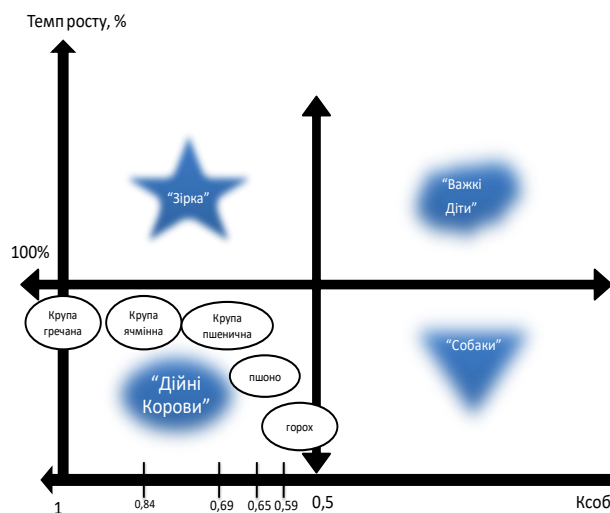 Темп росту, %
“Зірка”
“Важкі
Діти”
100%
Крупа
гречана
Крупа
ячмінна
Крупа
пшенична
“Собаки”
“Дійні
Корови”
пшоно
горох
1
0,84
0,69
0,65
0,59
0,5
Ксоб